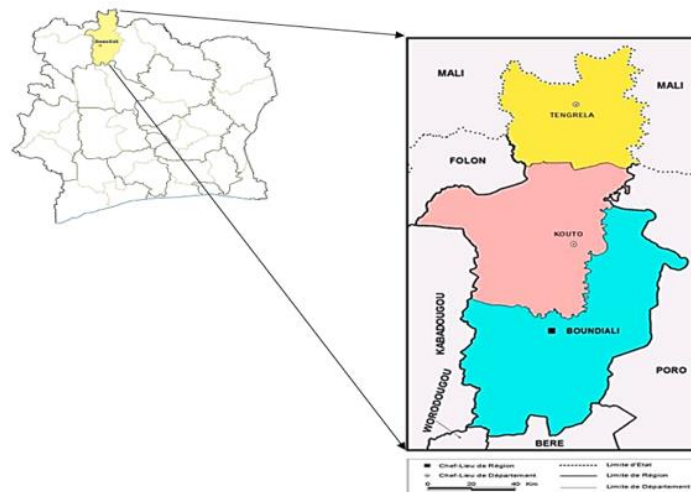 MALI
MALI
TENGRELA
FOLON
KOUTO
KABADOUGOU
BOUNDIALI
WORODOUGOU
PORO
BERE
Chef-Lieu de Région
Chef-Lieu de Département
0 20 40 Km
Limite d'Etat
Limite de Région
Limite de Département